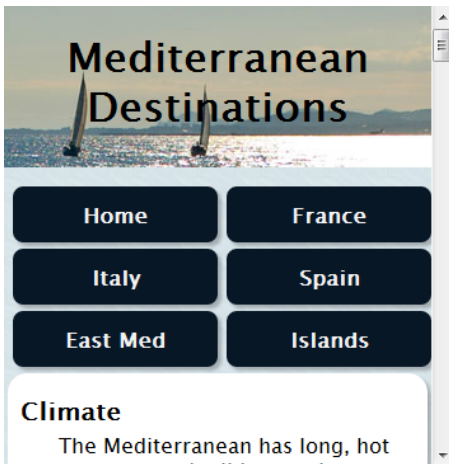 Mediterranean
Destinations
Home
France
Italy
Spain
East Med
Islands
Climate
The Mediterranean has long, hot